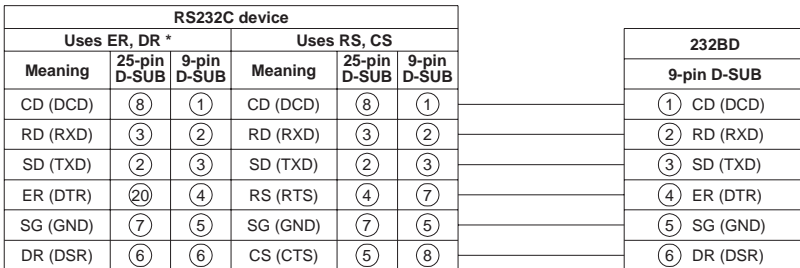 RS232C device
Uses ER, DR * Uses RS, CS 232BD
Meaning 25-pin D-SUB 9-pin D-SUB Meaning 25-pin D-SUB 9-pin D-SUB 9-pin D-SUB
CD (DCD) 8 1 CD (DCD) 8 1 1 CD (DCD)
RD (RXD) 3 2 RD (RXD) 3 2 2 RD (RXD)
SD (TXD) 2 3 SD (TXD) 2 3 3 SD (TXD)
ER (DTR) 20 4 RS (RTS) 4 7 4 ER (DTR)
SG (GND) 7 5 SG (GND) 7 5 5 SG (GND)
DR (DSR) 6 6 CS (CTS) 5 8 6 DR (DSR)